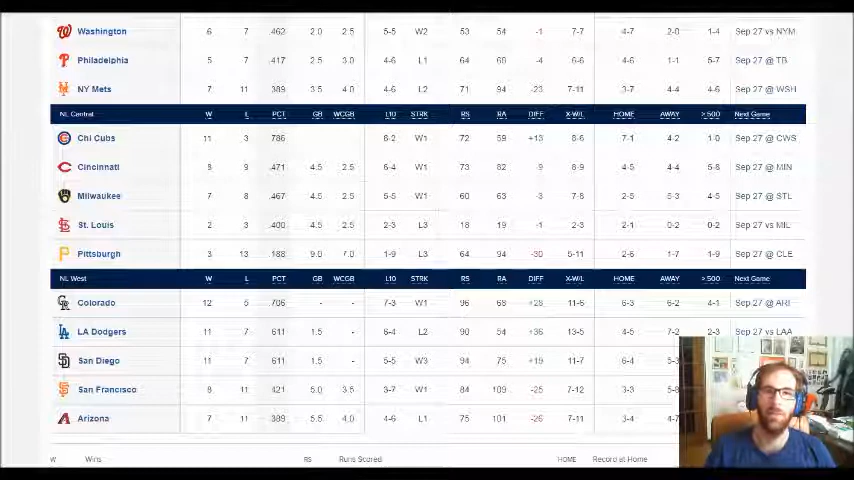 Washington 6 7 .462 2.0 2.5 5-5 W2 53 54 -1 7-7 4-7 2-0 1-4 Sep 27 vs NYM
Philadelphia 5 7 .417 2.5 3.0 4-6 L1 64 68 -4 6-6 4-6 1-1 5-7 Sep 27 @ TB
NY Mets 7 11 .389 3.5 4.0 4-6 L2 71 94 -23 7-11 3-7 4-4 4-6 Sep 27 @ WSH
NL Central W L PCT GB WCGB L10 STRK RS RA DIFF X-W/L HOME AWAY >.500 Next Game
Chi Cubs 11 3 .786 8-2 W1 72 59 +13 8-6 7-1 4-2 1-0 Sep 27 @ CWS
Cincinnati 8 9 .471 4.5 2.5 6-4 W1 73 82 -9 8-9 4-5 4-4 5-8 Sep 27 @ MIN
Milwaukee 7 8 .467 4.5 2.5 5-5 W1 60 63 -3 7-8 2-5 5-3 4-5 Sep 27 @ STL
St. Louis 2 3 .400 4.5 2.5 2-3 L3 18 19 -1 2-3 2-1 0-2 0-2 Sep 27 vs MIL
Pittsburgh 3 13 .188 9.0 7.0 1-9 L3 64 94 -30 5-11 2-6 1-7 1-9 Sep 27 @ CLE
NL West W L PCT GB WCGB L10 STRK RS RA DIFF X-W/L HOME AWAY >.500 Next Game
Colorado 12 5 .706 - - 7-3 W1 96 68 +28 11-6 6-3 6-2 4-1 Sep 27 @ ARI
LA Dodgers 11 7 .611 1.5 - 6-4 L2 90 54 +36 13-5 4-5 7-2 2-3 Sep 27 vs LAA
San Diego 11 7 .611 1.5 - 5-5 W3 94 75 +19 11-7 6-4 5-3
San Francisco 8 11 .421 5.0 3.5 3-7 W1 84 109 -25 7-12 3-3 5-8
Arizona 7 11 .389 5.5 4.0 4-6 L1 75 101 -26 7-11 3-4 4-7
W Wins RS Runs Scored HOME Record at Home